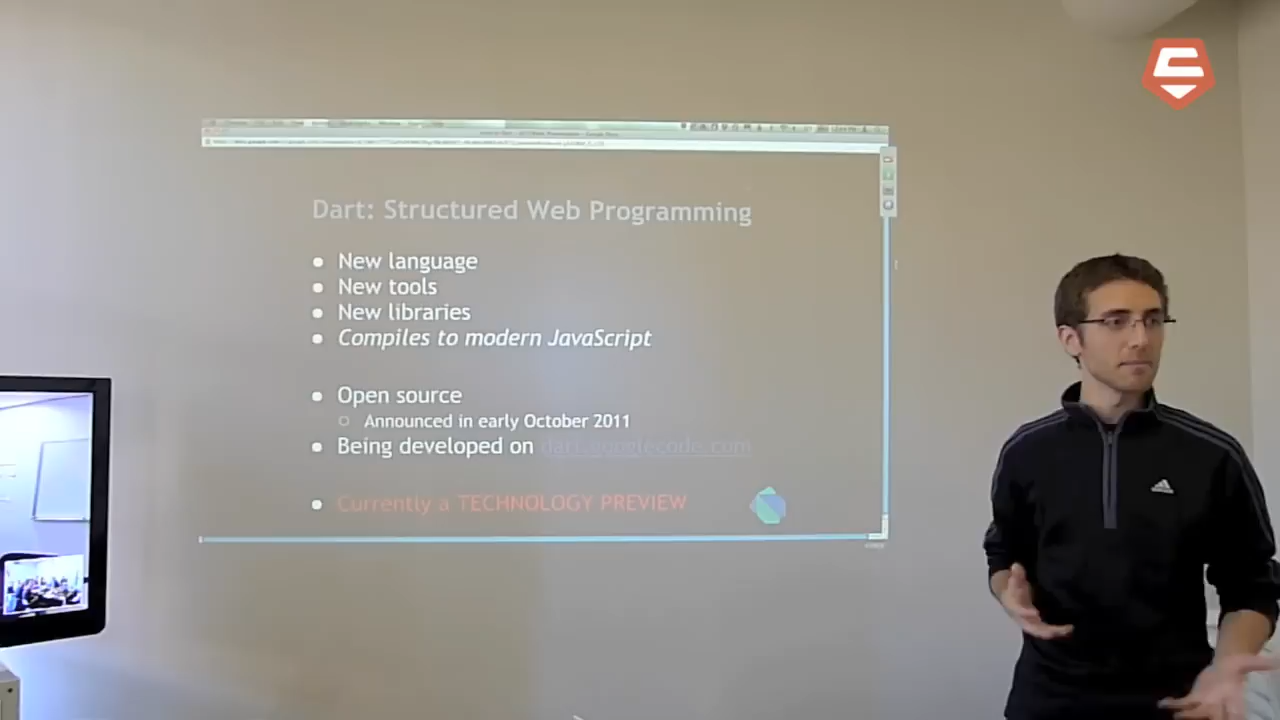 Dart: Structured Web Programming
New language
New tools
New libraries
Compiles to modern JavaScript
Open source
Announced in early October 2011
Being developed on dart.googlecode.com
Currently a TECHNOLOGY PREVIEW